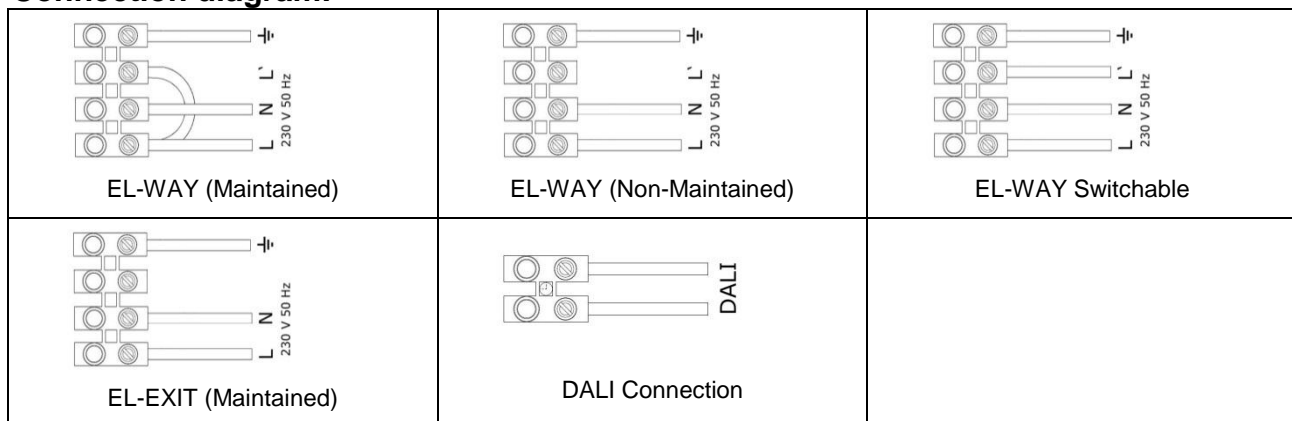 Connection diagram:
L`
N
L
230 V 50 Hz
EL-WAY (Maintained)
L`
N
L
230 V 50 Hz
EL-WAY (Non-Maintained)
L`
N
L
230 V 50 Hz
EL-WAY Switchable
N
L
230 V 50 Hz
EL-EXIT (Maintained)
DALI
DALI Connection